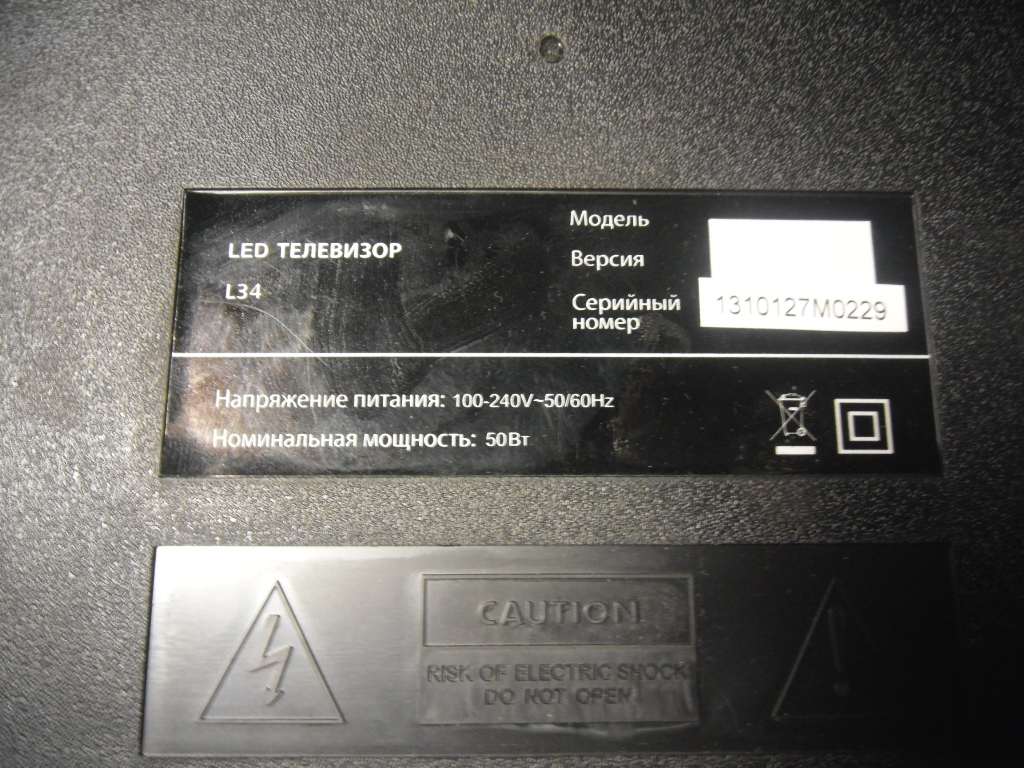 LED ТЕЛЕВИЗОР
L34
Модель
Версия
Серийный
номер
1310127M0229
Напряжение питания: 100-240V~50/60Hz
Номинальная мощность: 50Вт
CAUTION
RISK OF ELECTRIC SHOCK
DO NOT OPEN